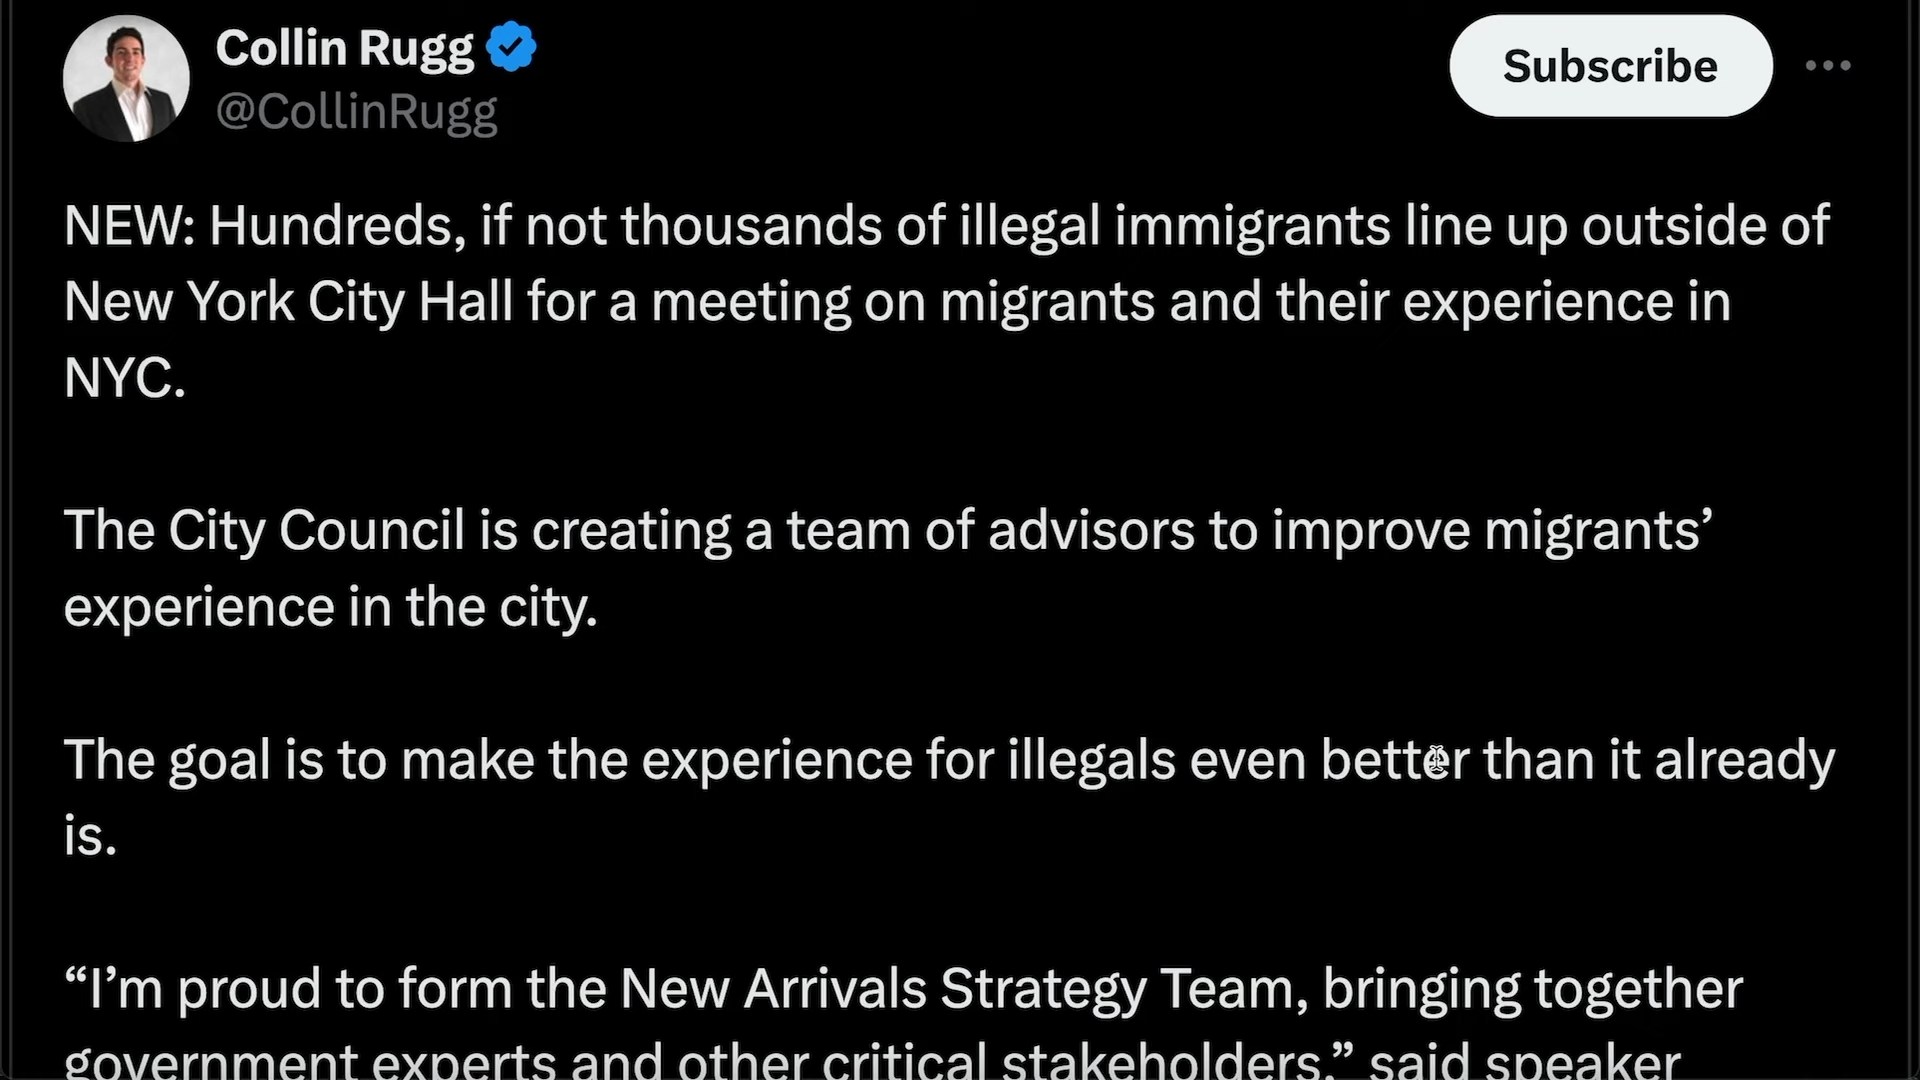 Collin Rugg
@CollinRugg
Subscribe
NEW: Hundreds, if not thousands of illegal immigrants line up outside of
New York City Hall for a meeting on migrants and their experience in
NYC.
The City Council is creating a team of advisors to improve migrants’
experience in the city.
The goal is to make the experience for illegals even better than it already
is.
“I’m proud to form the New Arrivals Strategy Team, bringing together
government experts and other critical stakeholders,” said speaker